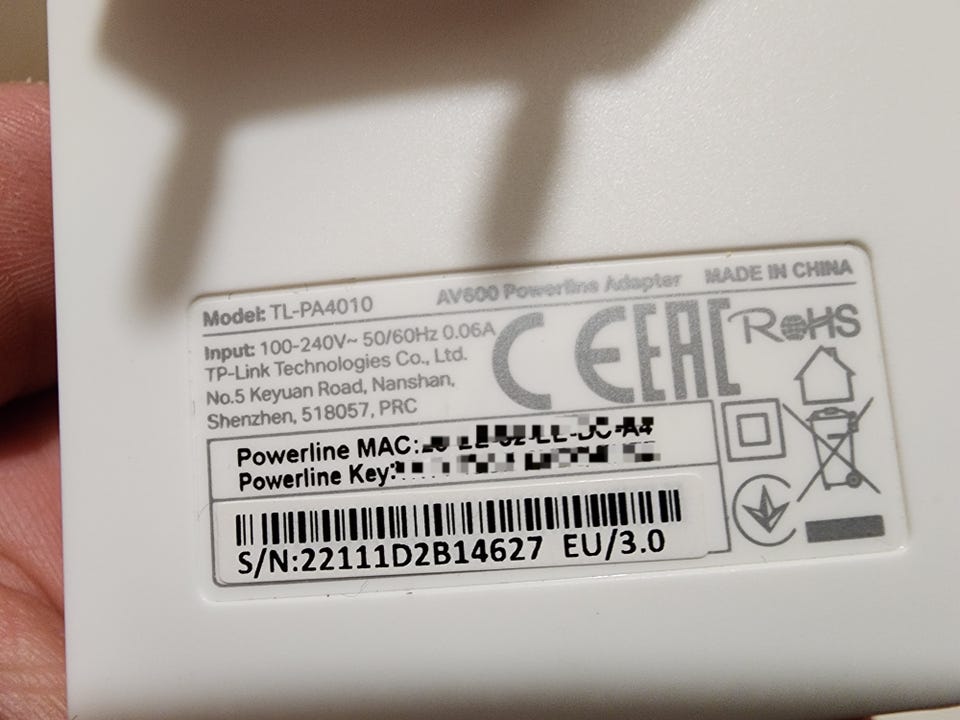 Model: TL-PA4010 AV600 Powerline Adapter MADE IN CHINA
Input: 100-240V~ 50/60Hz 0.06A
TP-Link Technologies Co., Ltd.
No.5 Keyuan Road, Nanshan,
Shenzhen, 518057, PRC
CE EAC RoHS
Powerline MAC:
Powerline Key:
S/N:22111D2B14627 EU/3.0